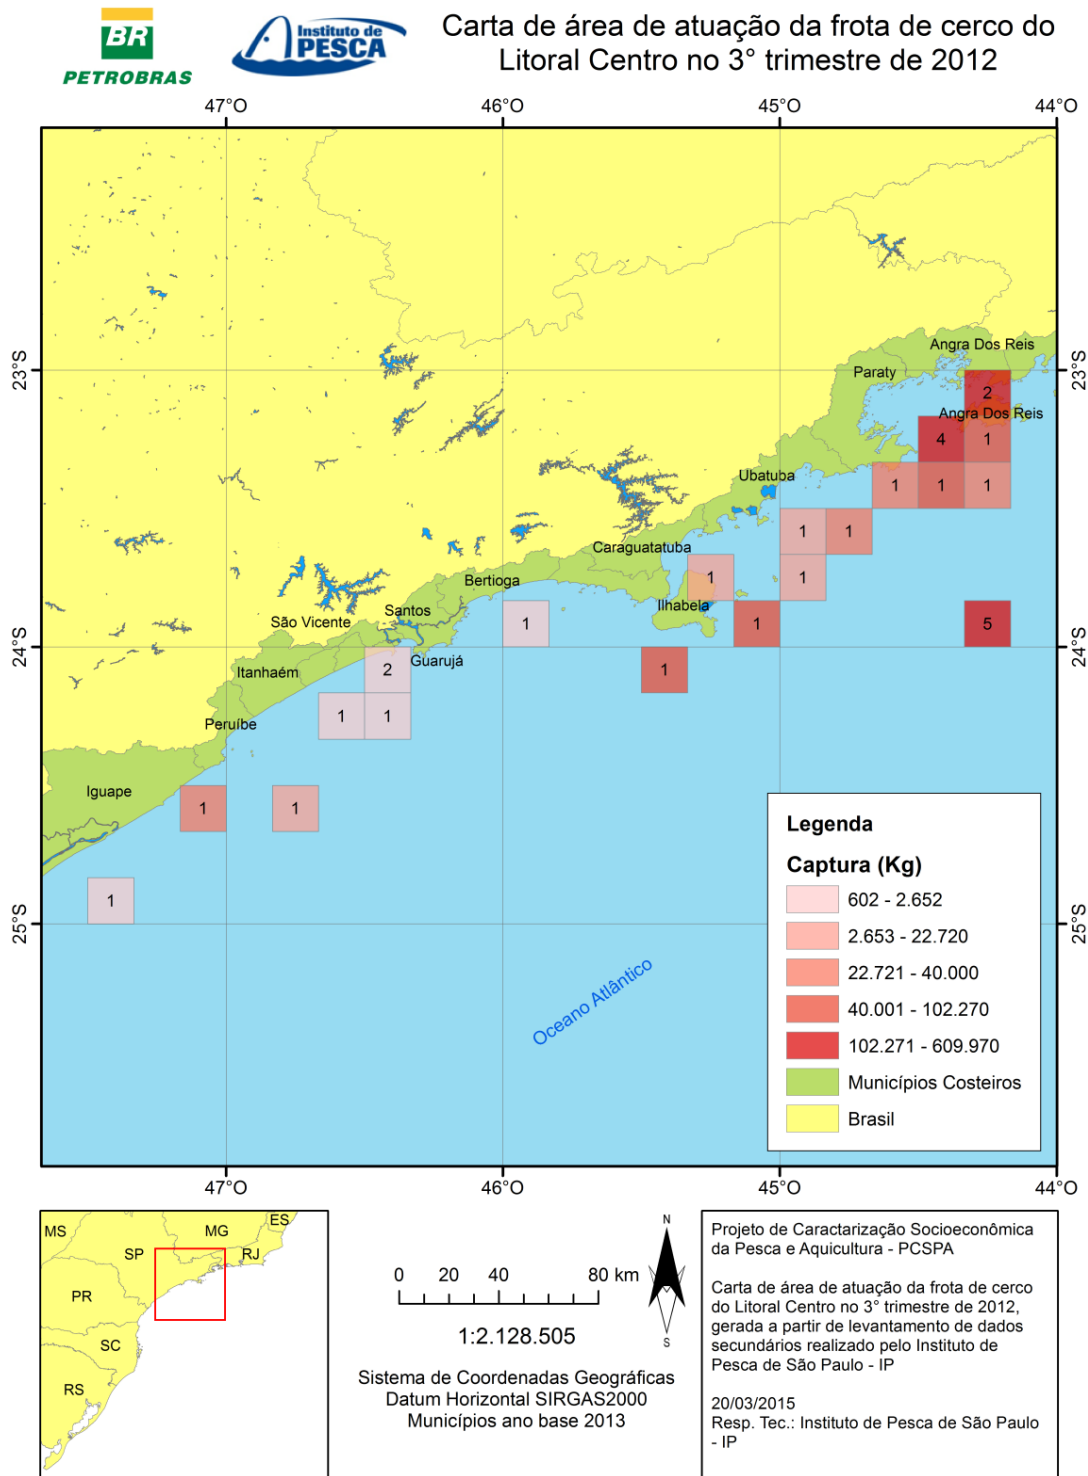 BR
PETROBRAS
Instituto de
PESCA
Carta de área de atuação da frota de cerco do
Litoral Centro no 3° trimestre de 2012
47°O
46°O
45°O
44°O
23°S
23°S
24°S
24°S
25°S
25°S
Angra Dos Reis
Paraty
2
Angra Dos Reis
4
1
Ubatuba
1
1
1
1
1
Caraguatatuba
1
1
Bertioga
Ilhabela
Santos
São Vicente
1
1
5
Guarujá
2
1
Itanhaém
1
1
Peruíbe
Iguape
1
1
1
Oceano Atlântico
Legenda
Captura (Kg)
602 - 2.652
2.653 - 22.720
22.721 - 40.000
40.001 - 102.270
102.271 - 609.970
Municípios Costeiros
Brasil
47°O
46°O
45°O
44°O
MS
MG
ES
SP
RJ
PR
SC
RS
0 20 40 80 km
1:2.128.505
N
S
Sistema de Coordenadas Geográficas
Datum Horizontal SIRGAS2000
Municípios ano base 2013
Projeto de Caractarização Socioeconômica
da Pesca e Aquicultura - PCSPA
Carta de área de atuação da frota de cerco
do Litoral Centro no 3° trimestre de 2012,
gerada a partir de levantamento de dados
secundários realizado pelo Instituto de
Pesca de São Paulo - IP
20/03/2015
Resp. Tec.: Instituto de Pesca de São Paulo
- IP